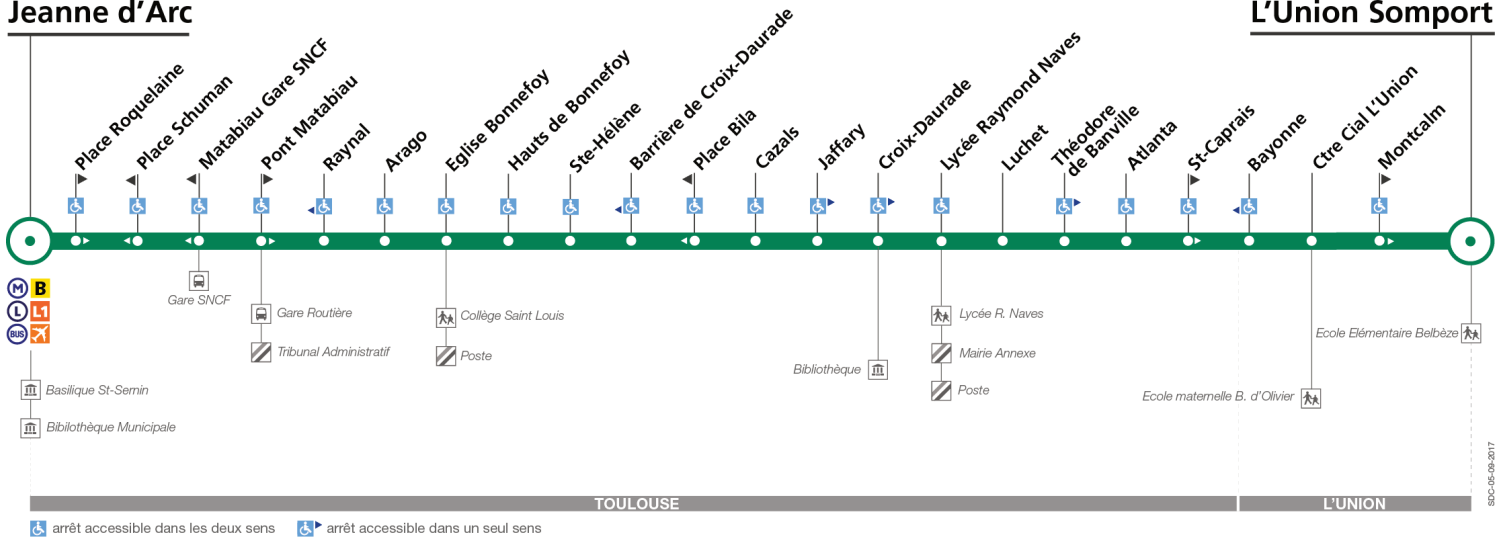 Jeanne d'Arc
L'Union Somport
Place Roquelaine
Place Schuman
Matabiau Gare SNCF
Pont Matabiau
Raynal
Arago
Eglise Bonnefoy
Hauts de Bonnefoy
Ste-Hélène
Barrière de Croix-Daurade
Place Bila
Cazals
Jaffary
Croix-Daurade
Lycée Raymond Naves
Luchet
Théodore
de Banville
Atlanta
St-Caprais
Bayonne
Ctre Cial L'Union
Montcalm
M B
L L1
BUS
Basilique St-Sernin
Bibilothèque Municipale
Gare SNCF
Gare Routière
Tribunal Administratif
Collège Saint Louis
Poste
Bibliothèque
Lycée R. Naves
Mairie Annexe
Poste
Ecole maternelle B. d'Olivier
Ecole Elémentaire Belbèze
SDC-05-09-2017
TOULOUSE
L'UNION
arrêt accessible dans les deux sens
arrêt accessible dans un seul sens